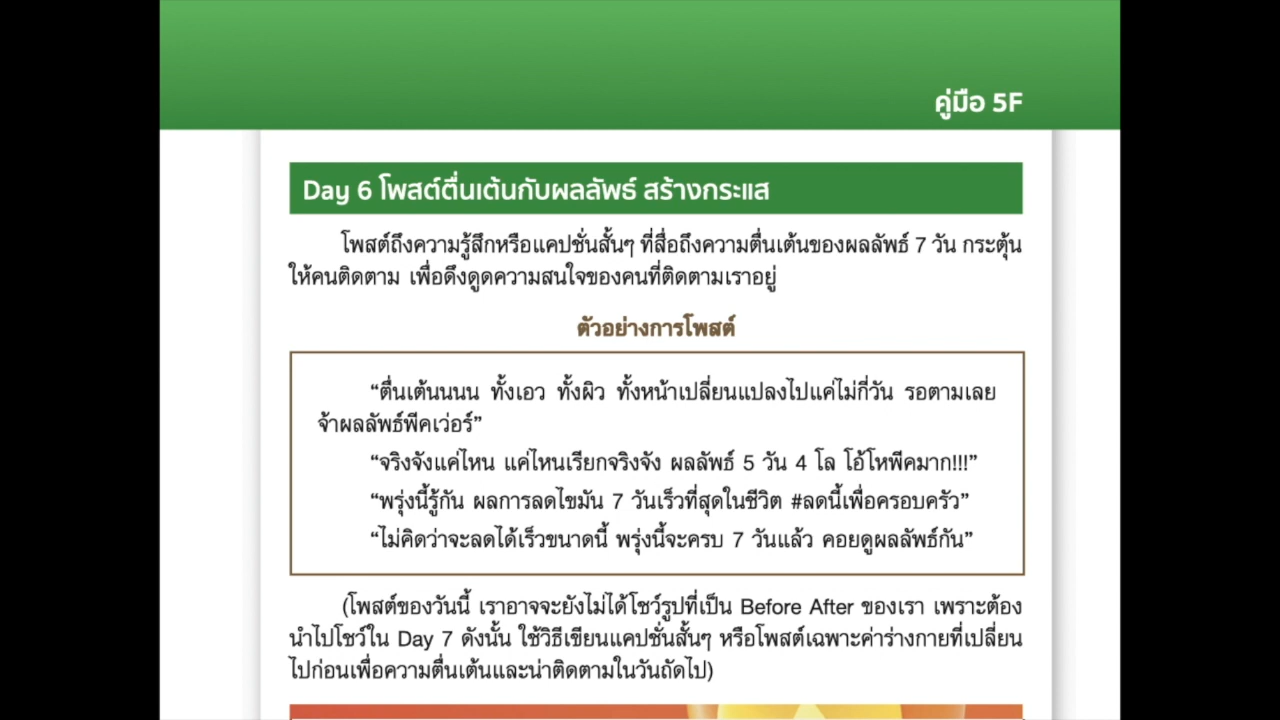 คู่มือ 5F
Day 6 โพสต์ตื่นเต้นกับผลลัพธ์ สร้างกระแส
โพสต์ถึงความรู้สึกหรือแคปชั่นสั้นๆ ที่สื่อถึงความตื่นเต้นของผลลัพธ์ 7 วัน กระตุ้น
ให้คนติดตาม เพื่อดึงดูดความสนใจของคนที่ติดตามเราอยู่
ตัวอย่างการโพสต์
“ตื่นเต้นนนน ทั้งเอว ทั้งผิว ทั้งหน้าเปลี่ยนแปลงไปแค่ไม่กี่วัน รอตามเลย
จ้าผลลัพธ์พีคเว่อร์”
“จริงจังแค่ไหน แค่ไหนเรียกจริงจัง ผลลัพธ์ 5 วัน 4 โล โอ้โหพีคมาก!!!”
“พรุ่งนี้รู้กัน ผลการลดไขมัน 7 วันเร็วที่สุดในชีวิต #ลดนี้เพื่อครอบครัว”
“ไม่คิดว่าจะลดได้เร็วขนาดนี้ พรุ่งนี้จะครบ 7 วันแล้ว คอยดูผลลัพธ์กัน”
(โพสต์ของวันนี้ เราอาจจะยังไม่ได้โชว์รูปที่เป็น Before After ของเรา เพราะต้อง
นำไปโชว์ใน Day 7 ดังนั้น ใช้วิธีเขียนแคปชั่นสั้นๆ หรือโพสต์เฉพาะค่าร่างกายที่เปลี่ยน
ไปก่อนเพื่อความตื่นเต้นและน่าติดตามในวันถัดไป)